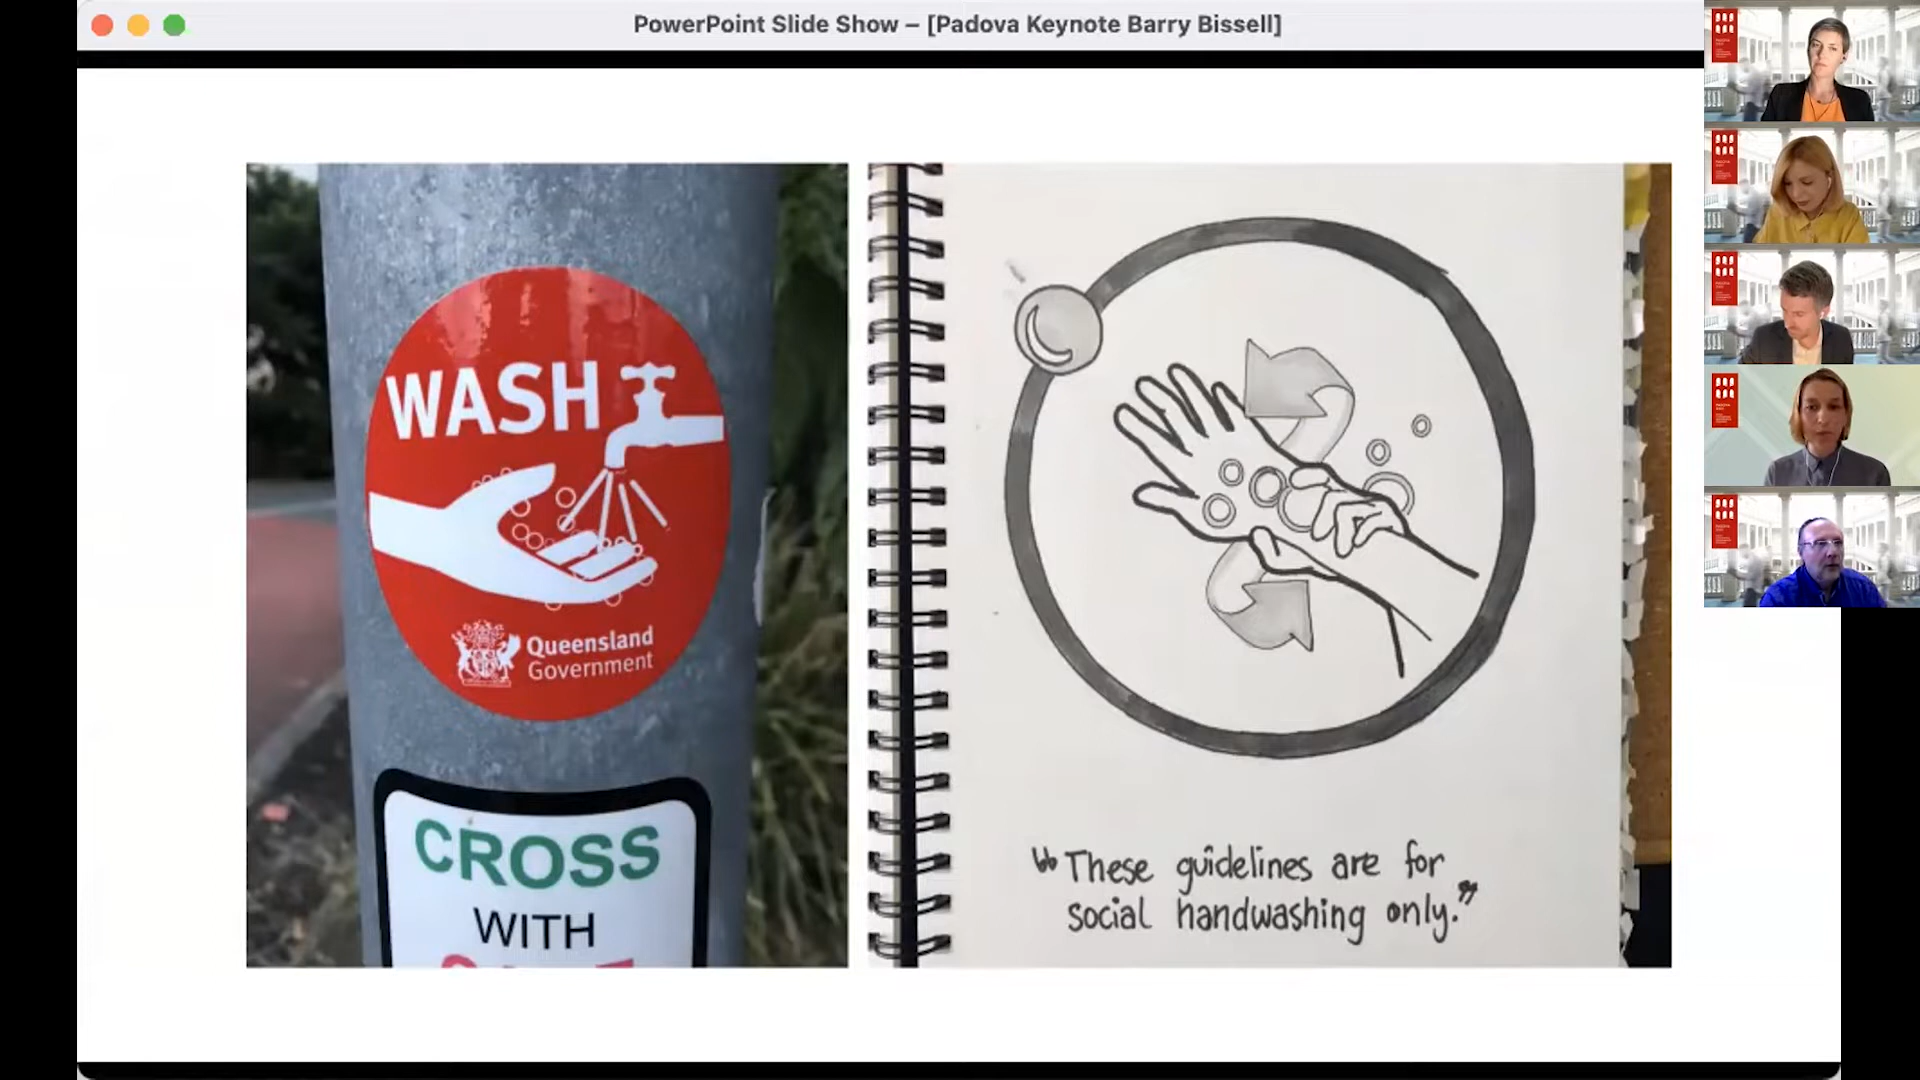 PowerPoint Slide Show – [Padova Keynote Barry Bissell]
WASH
Queensland
Government
CROSS
WITH
“These guidelines are for
social handwashing only.”